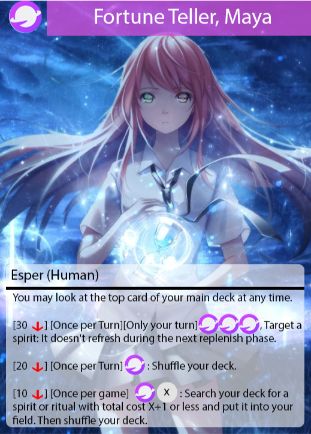 Fortune Teller, Maya
Esper (Human)
You may look at the top card of your main deck at any time.
[30 ] [Once per Turn][Only your turn] , Target a
spirit: It doesn't refresh during the next replenish phase.
[20 ] [Once per Turn] : Shuffle your deck.
[10 ] [Once per game] X : Search your deck for a
spirit or ritual with total cost X+1 or less and put it into your
field. Then shuffle your deck.